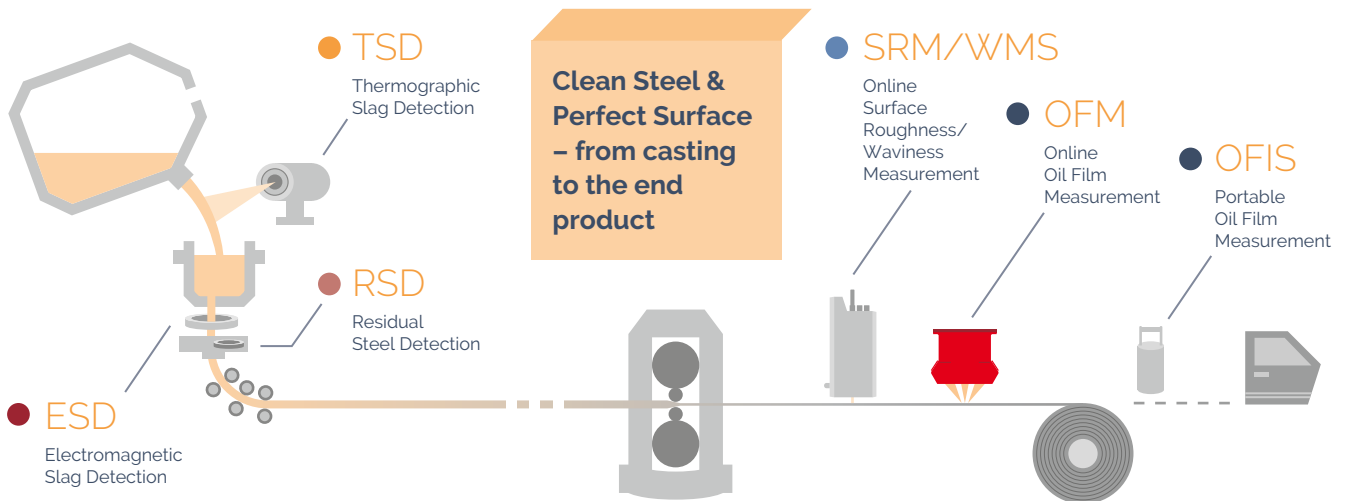 TSD
Thermographic
Slag Detection
Clean Steel &
Perfect Surface
– from casting
to the end
product
SRM/WMS
Online
Surface
Roughness/
Waviness
Measurement
OFM
Online
Oil Film
Measurement
OFIS
Portable
Oil Film
Measurement
RSD
Residual
Steel Detection
ESD
Electromagnetic
Slag Detection